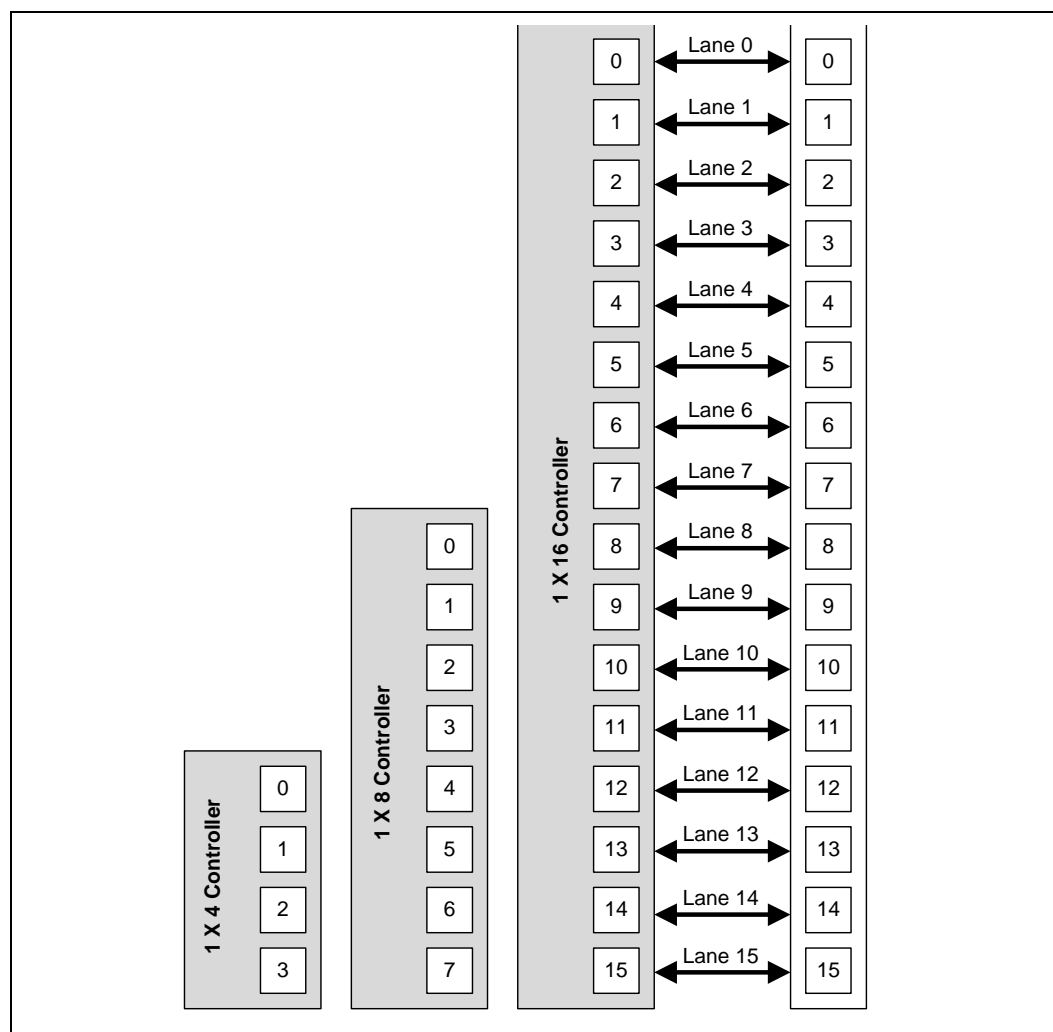 0 Lane 0 0
1 Lane 1 1
2 Lane 2 2
3 Lane 3 3
4 Lane 4 4
5 Lane 5 5
6 Lane 6 6
7 Lane 7 7
0 8 Lane 8 8
1 9 Lane 9 9
2 10 Lane 10 10
3 11 Lane 11 11
0 4 12 Lane 12 12
1 5 13 Lane 13 13
2 6 14 Lane 14 14
3 7 15 Lane 15 15
1 X 4 Controller
1 X 8 Controller
1 X 16 Controller